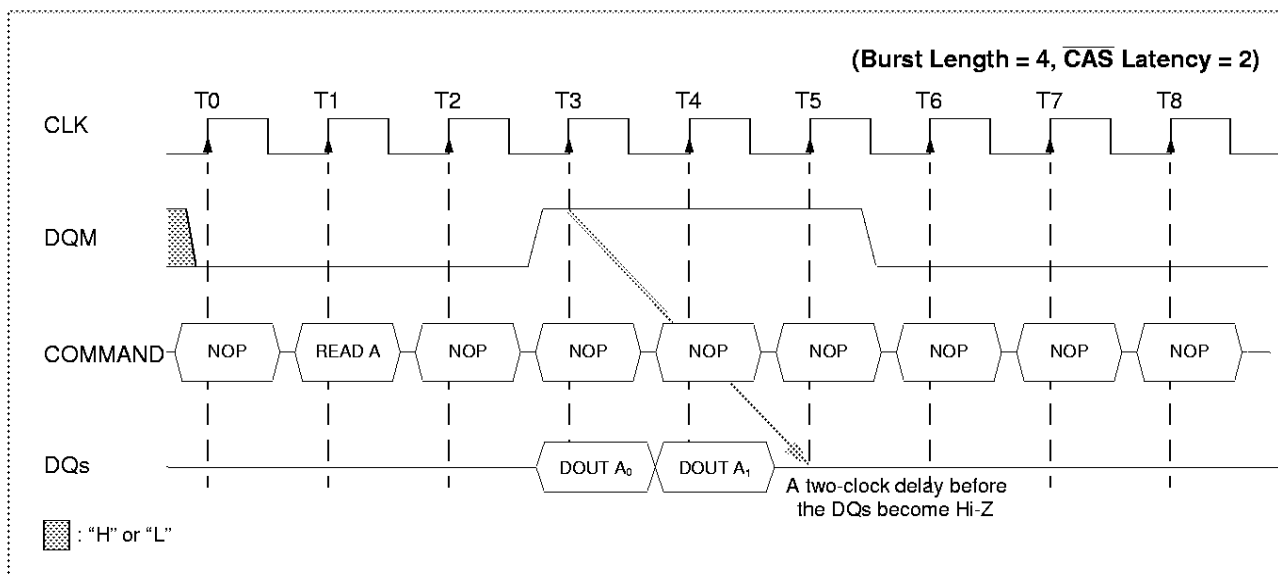 (Burst Length = 4, CAS Latency = 2)
T0 T1 T2 T3 T4 T5 T6 T7 T8
CLK
DQM
COMMAND NOP READ A NOP NOP NOP NOP NOP NOP NOP
DQs DOUT A₀ DOUT A₁
A two-clock delay before
the DQs become Hi-Z
: “H” or “L”